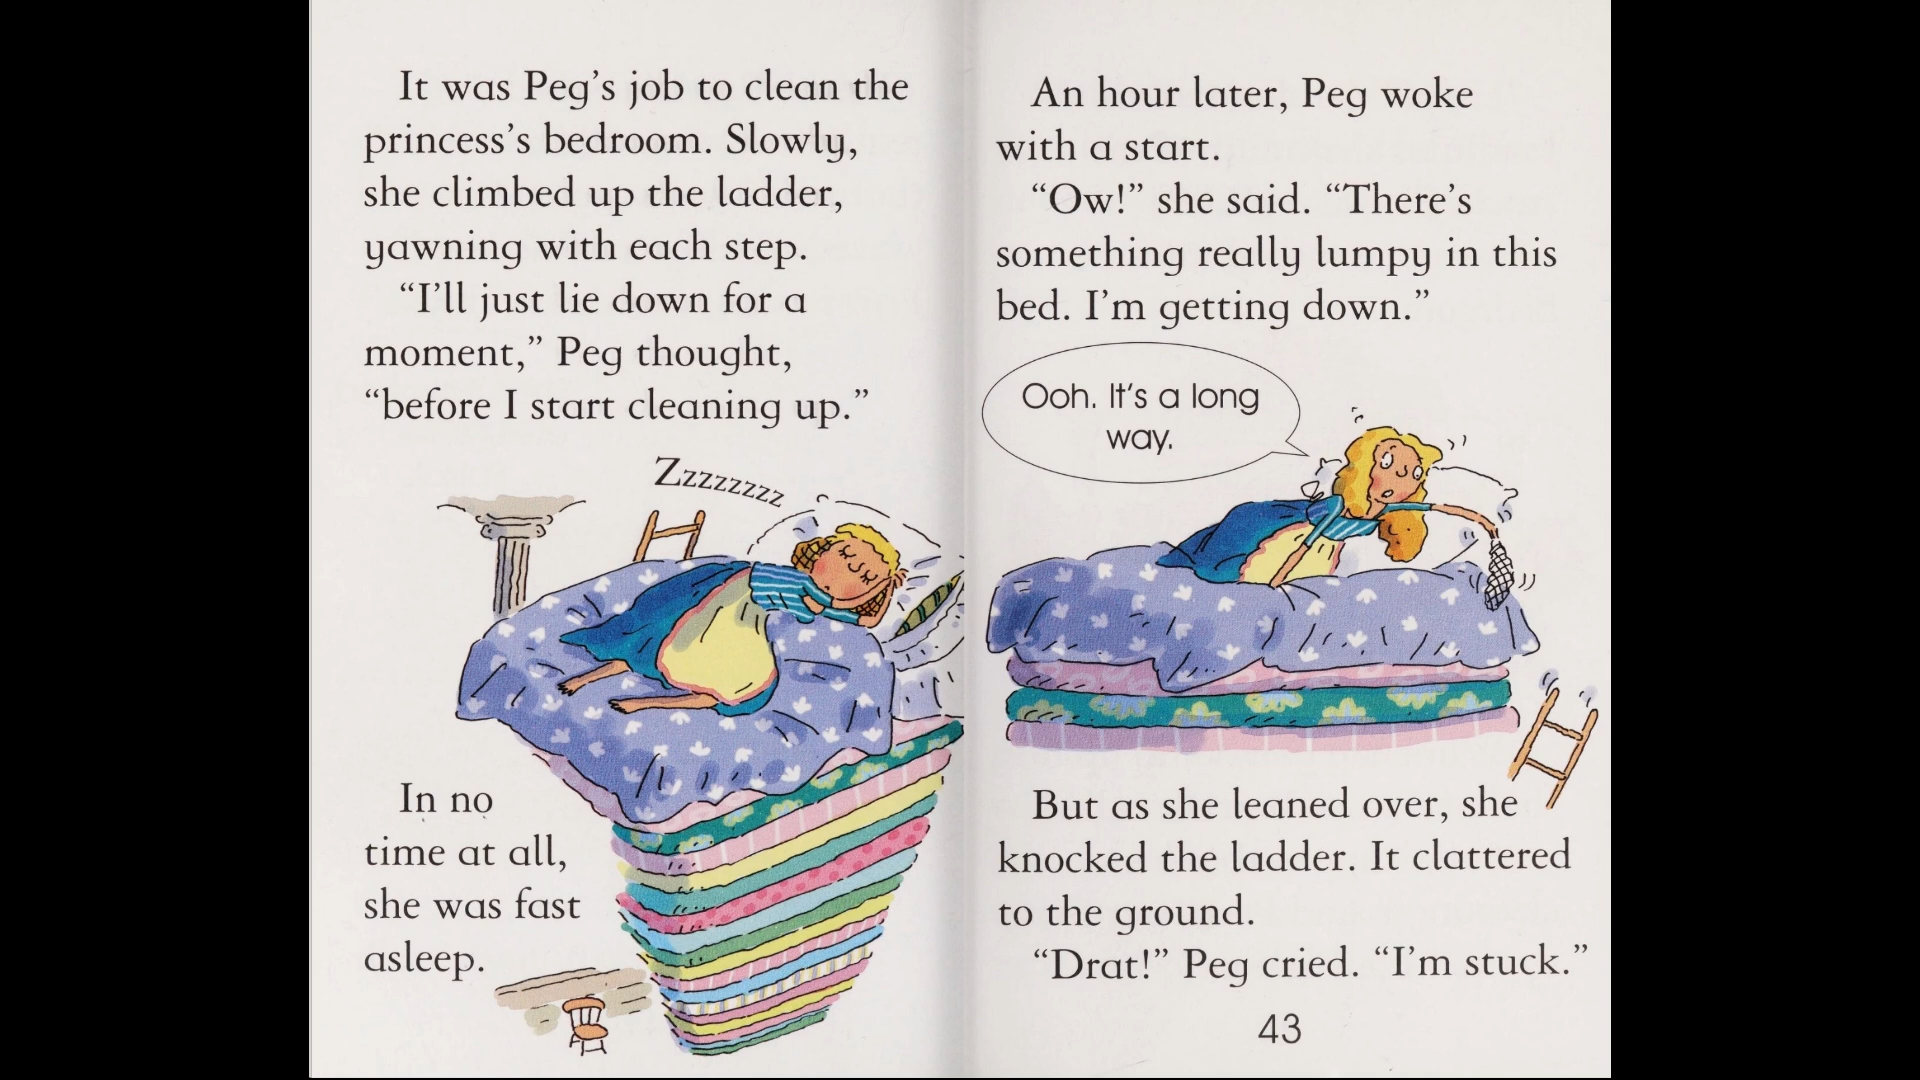 It was Peg's job to clean the
princess's bedroom. Slowly,
she climbed up the ladder,
yawning with each step.
“I'll just lie down for a
moment,” Peg thought,
“before I start cleaning up.”
Zzzzzzzz
In no
time at all,
she was fast
asleep.
An hour later, Peg woke
with a start.
“Ow!” she said. “There's
something really lumpy in this
bed. I'm getting down.”
Ooh. It's a long
way.
But as she leaned over, she
knocked the ladder. It clattered
to the ground.
“Drat!” Peg cried. “I'm stuck.”
43